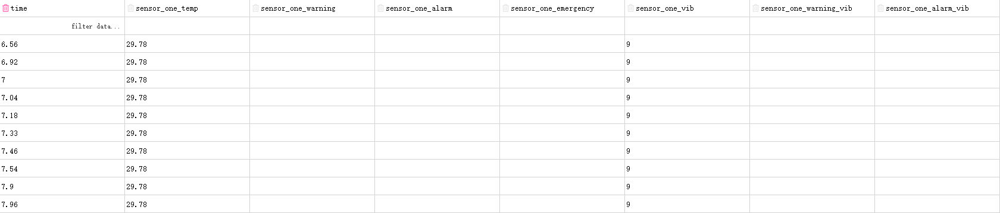 time sensor_one_temp sensor_one_warning sensor_one_alarm sensor_one_emergency sensor_one_vib sensor_one_warning_vib sensor_one_alarm_vib
filter data...
6.56 29.78 9
6.92 29.78 9
7 29.78 9
7.04 29.78 9
7.18 29.78 9
7.33 29.78 9
7.46 29.78 9
7.54 29.78 9
7.9 29.78 9
7.96 29.78 9